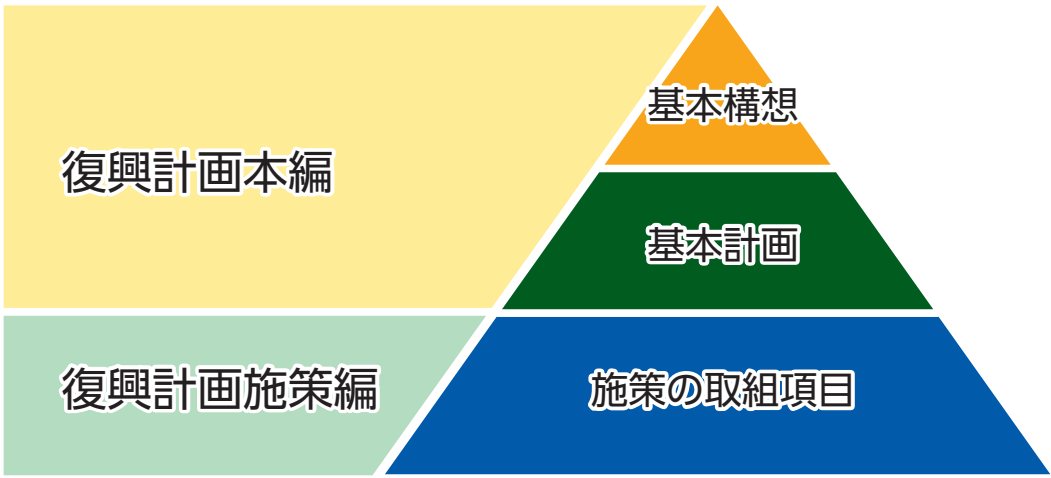 基本構想
復興計画本編
基本計画
復興計画施策編
施策の取組項目